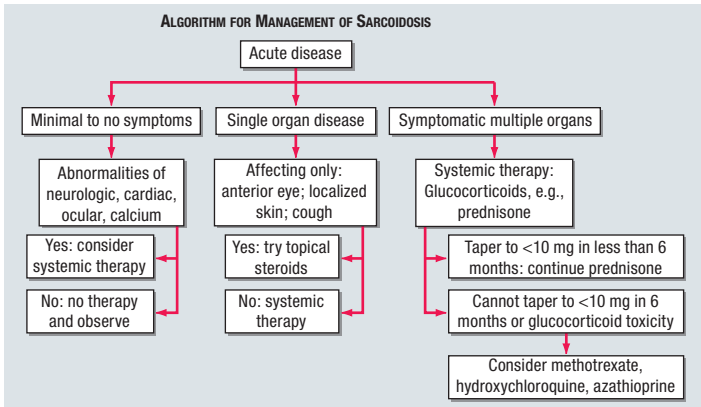 ALGORITHM FOR MANAGEMENT OF SARCOIDOSIS
Acute disease
Minimal to no symptoms
Single organ disease
Symptomatic multiple organs
Abnormalities of
neurologic, cardiac,
ocular, calcium
Affecting only:
anterior eye; localized
skin; cough
Systemic therapy:
Glucocorticoids, e.g.,
prednisone
Yes: consider
systemic therapy
Yes: try topical
steroids
Taper to <10 mg in less than 6
months: continue prednisone
No: no therapy
and observe
No: systemic
therapy
Cannot taper to <10 mg in 6
months or glucocorticoid toxicity
Consider methotrexate,
hydroxychloroquine, azathioprine